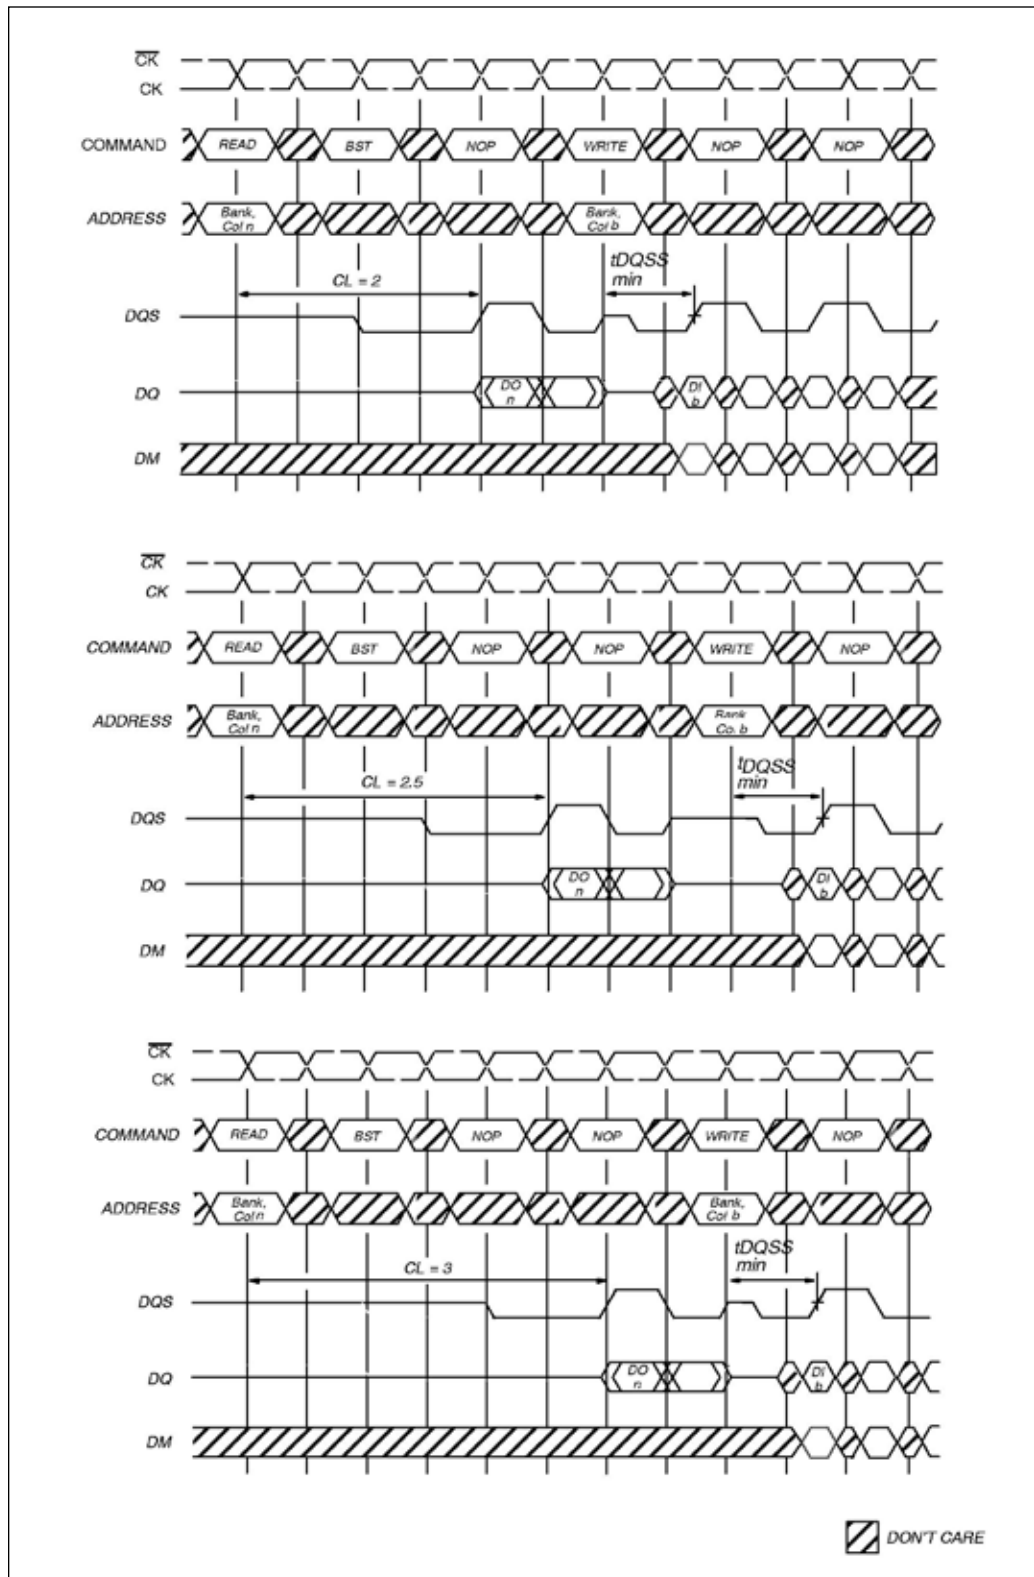 CK
CK
COMMAND READ BST NOP WRITE NOP NOP
ADDRESS Bank, Col n Bank, Col b
CL = 2 tDQSS min
DQS
DQ DO n DI b
DM
CK
CK
COMMAND READ BST NOP NOP WRITE NOP
ADDRESS Bank, Col n Bank Co. b
CL = 2.5 tDQSS min
DQS
DQ DO n DI b
DM
CK
CK
COMMAND READ BST NOP NOP WRITE NOP
ADDRESS Bank, Col n Bank, Col b
CL = 3 tDQSS min
DQS
DQ DO n DI b
DM
DON'T CARE